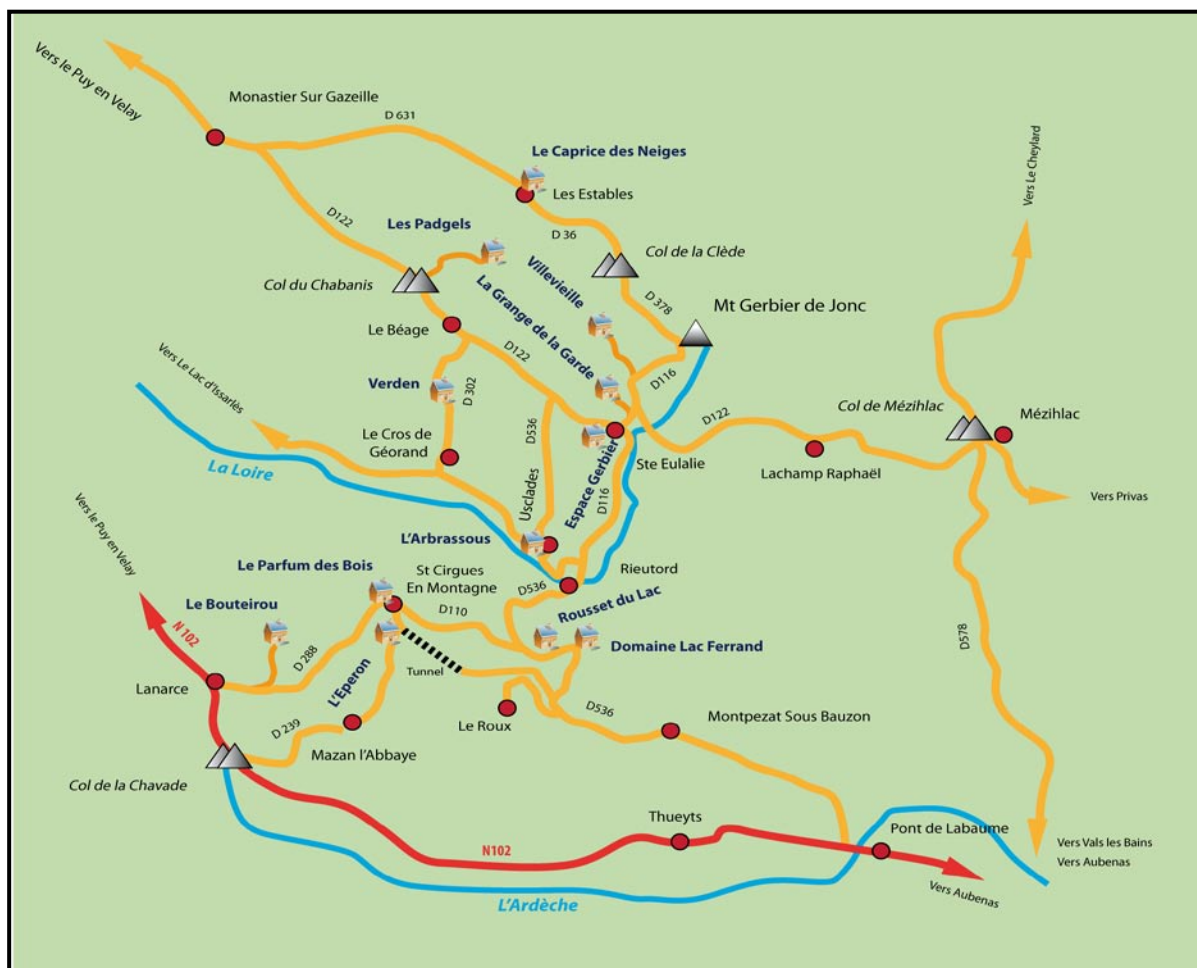 Vers le Puy en Velay
Monastier Sur Gazeille
D 631
Le Caprice des Neiges
Les Estables
Vers Le Cheylard
D122
Les Padgels
D 36
Col de la Clède
Villevieille
Col du Chabanis
La Grange de la Garde
D 378
Mt Gerbier de Jonc
Le Béage
D122
D116
Vers Le Lac d'Issarlès
Verden
D 302
D122
Col de Mézihlac
Mézihlac
Le Cros de
Géorand
D536
Ste Eulalie
Lachamp Raphaël
La Loire
Usclades
Espace Gerbier
D116
Vers Privas
Vers le Puy en Velay
L'Arbrassous
Le Parfum des Bois
St Cirgues
En Montagne
D536
Rieutord
Le Bouteirou
D110
Rousset du Lac
N 102
D 288
Domaine Lac Ferrand
D578
L'Eperon
Tunnel
Lanarce
Le Roux
D536
Montpezat Sous Bauzon
D 239
Mazan l'Abbaye
Col de la Chavade
Thueyts
Pont de Labaume
N102
Vers Vals les Bains
Vers Aubenas
Vers Aubenas
L'Ardèche